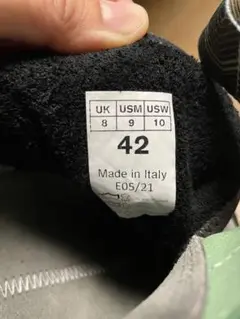 UK USM USW
8 9 10
42
Made in Italy
E05/21